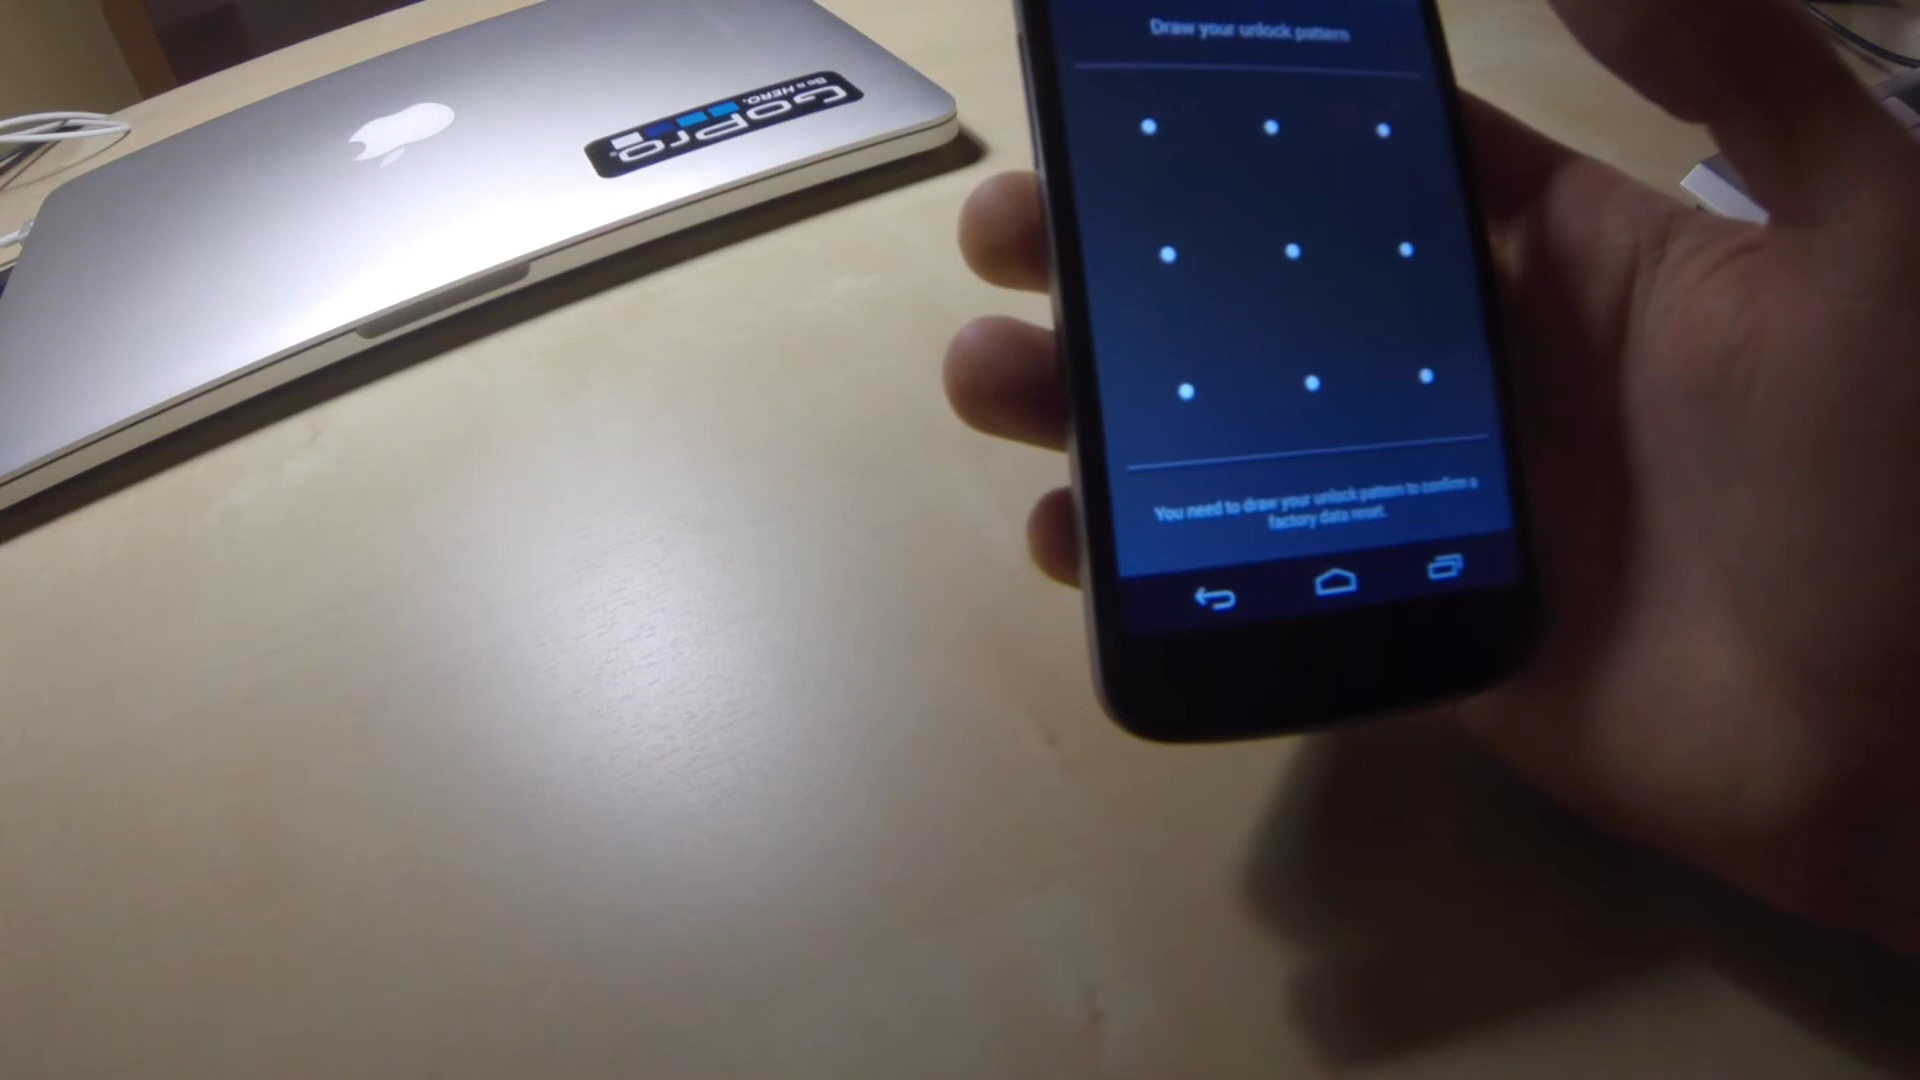 Draw your unlock pattern
GoPro
Be a HERO.
You need to draw your unlock pattern to confirm a
factory data reset.